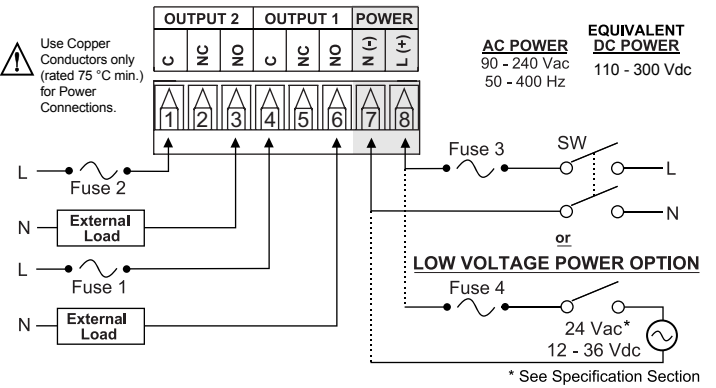 OUTPUT 2 OUTPUT 1 POWER
C NC NO C NC NO N (-) L (+)
1 2 3 4 5 6 7 8
Use Copper
Conductors only
(rated 75 °C min.)
for Power
Connections.
AC POWER
90 - 240 Vac
50 - 400 Hz
EQUIVALENT
DC POWER
110 - 300 Vdc
L Fuse 2
N External
Load
L Fuse 1
N External
Load
Fuse 3 SW L
N
or
LOW VOLTAGE POWER OPTION
Fuse 4
24 Vac*
12 - 36 Vdc
* See Specification Section